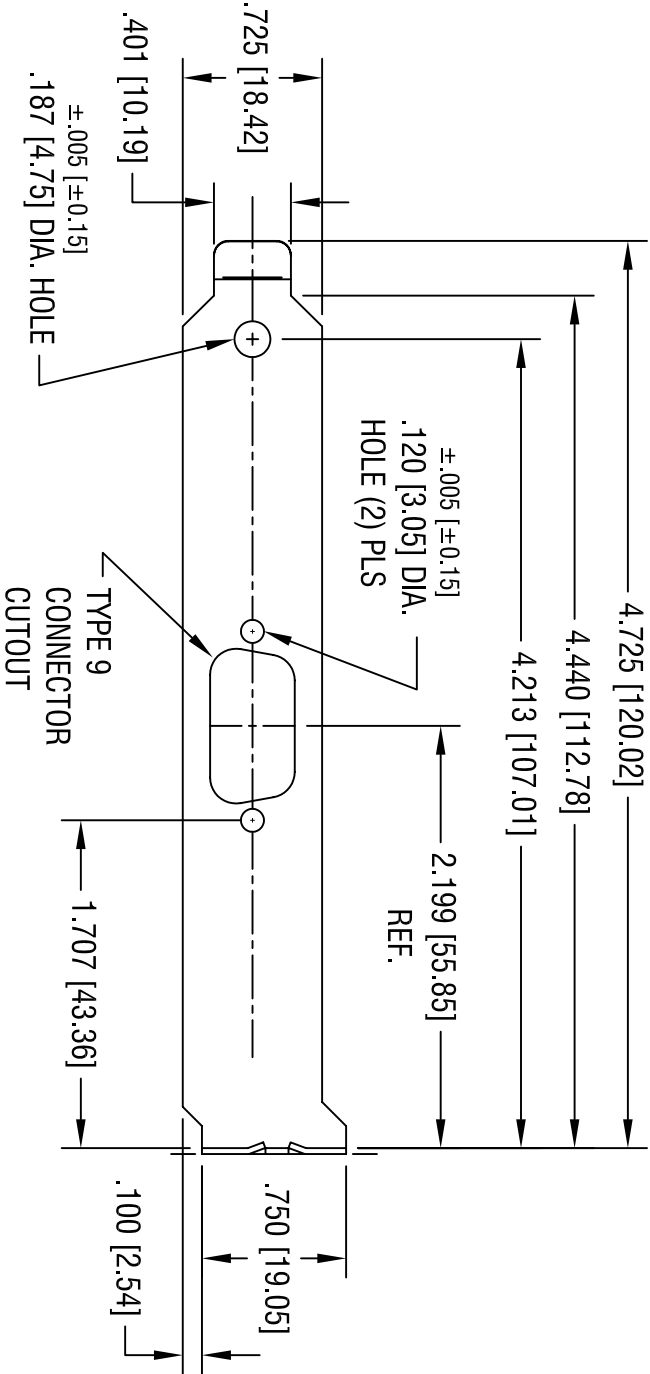 4.725 [120.02]
4.440 [112.78]
4.213 [107.01]
2.199 [55.85]
REF.
±.005 [±0.15]
.120 [3.05] DIA.
HOLE (2) PLS
.725 [18.42]
.401 [10.19]
±.005 [±0.15]
.187 [4.75] DIA. HOLE
TYPE 9
CONNECTOR
CUTOUT
1.707 [43.36]
.750 [19.05]
.100 [2.54]